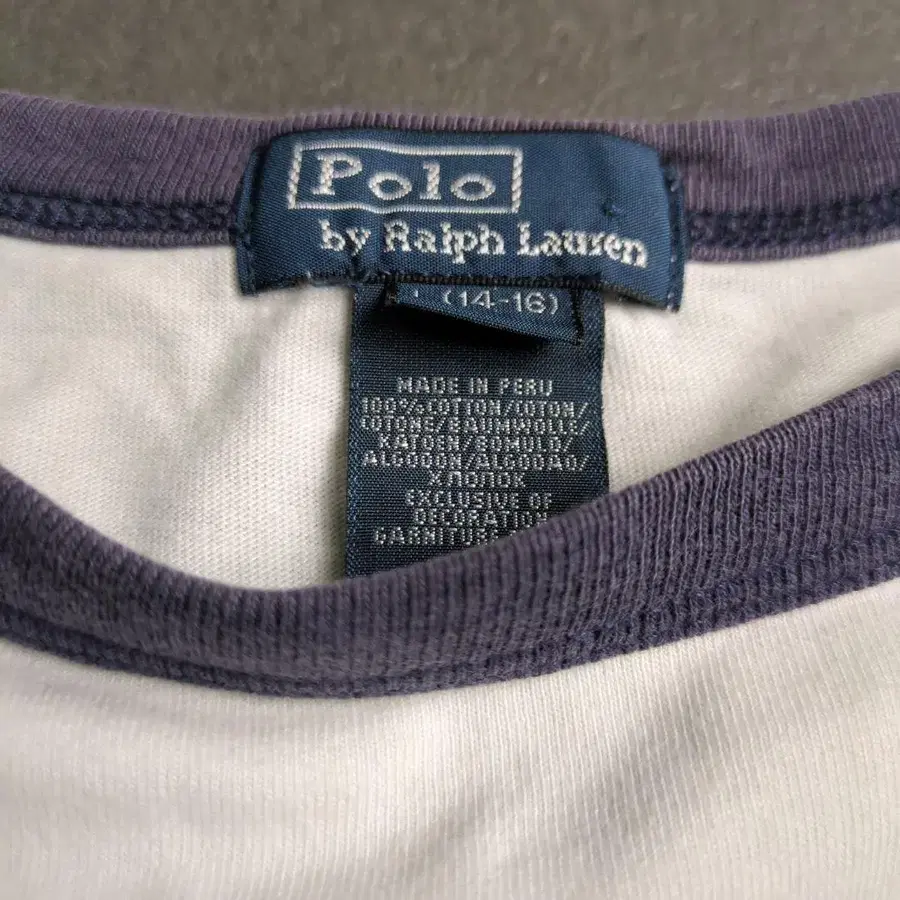 Polo
by Ralph Lauren
(14-16)
MADE IN PERU
100% COTTON/COTON/
COTONE/BAUMWOLLE/
KATOEN/BOMULD/
ALGODON/ALGODAO/
ХЛОПОК
EXCLUSIVE OF
DECORATION
GARNITURE